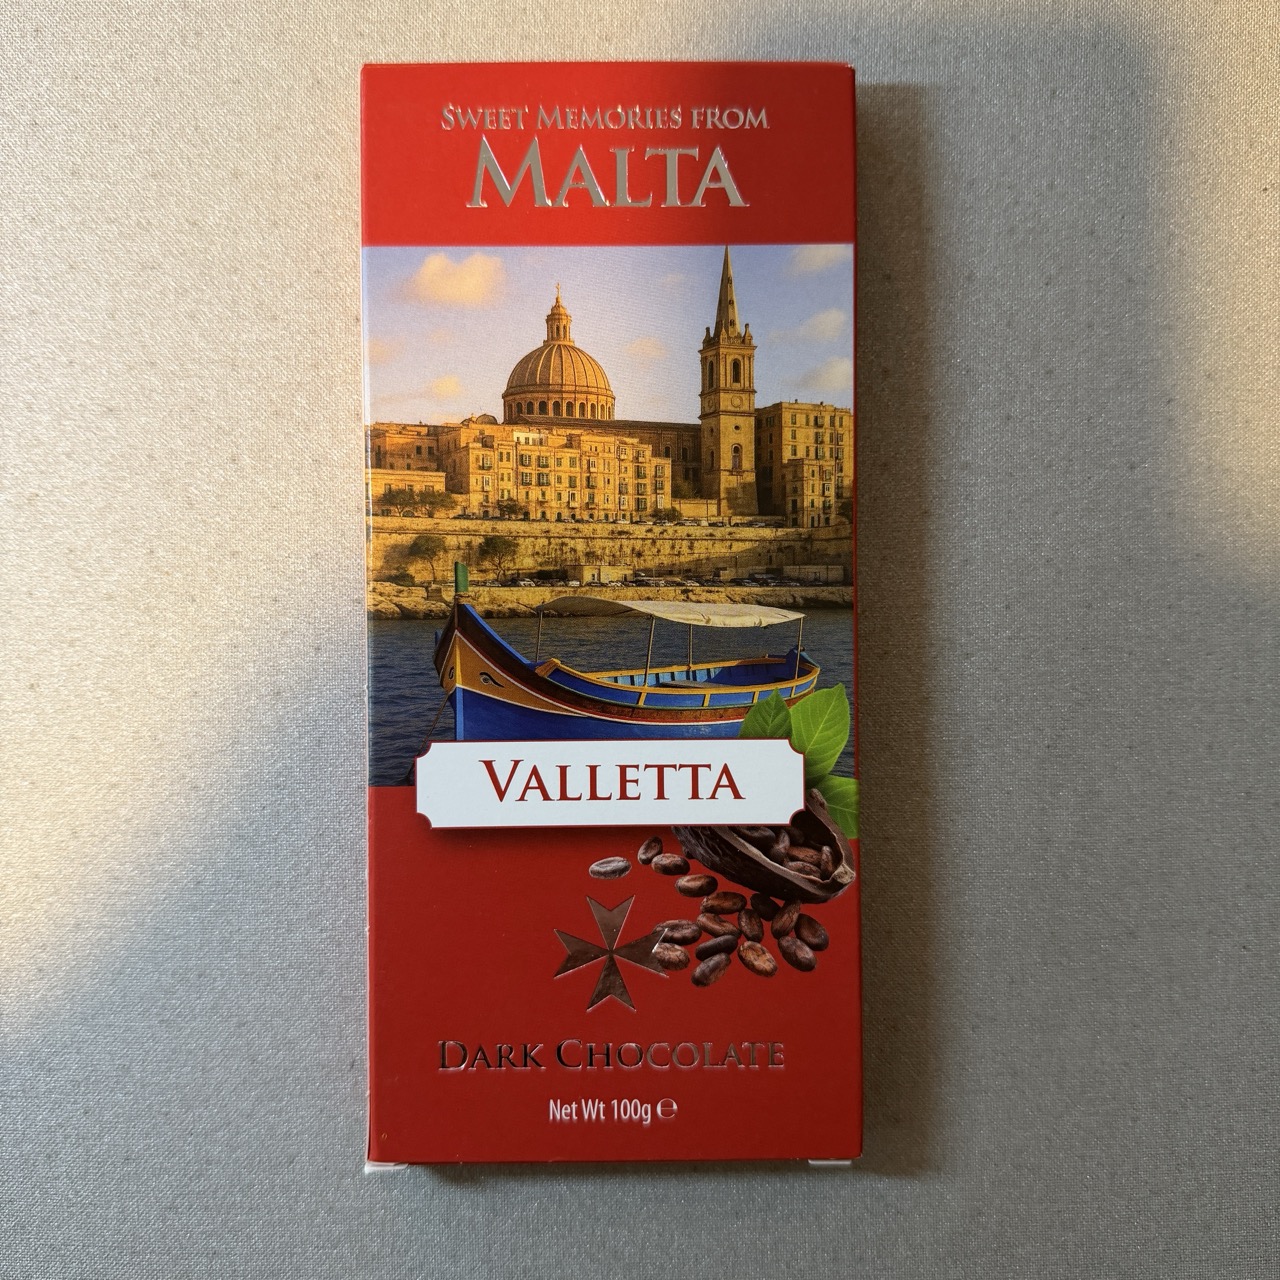 SWEET MEMORIES FROM
MALTA
VALLETTA
DARK CHOCOLATE
Net Wt 100g ℮